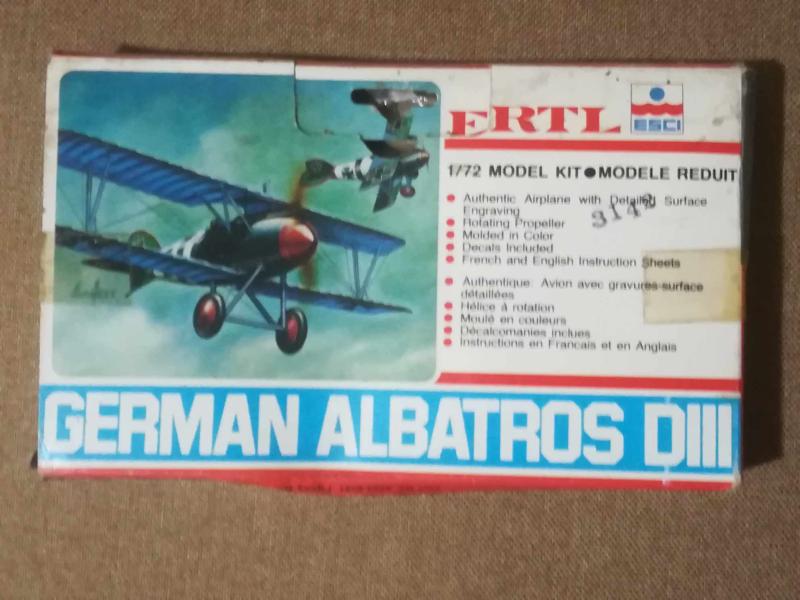 ERTL
ESCI
1/72 MODEL KIT●MODELE REDUIT
● Authentic Airplane with Detailed Surface
Engraving
3142
● Rotating Propeller
● Molded in Color
● Decals Included
● French and English Instruction Sheets
● Authentique: Avion avec gravures surface
détaillées
● Hélice à rotation
● Moulé en couleurs
● Décalcomanies inclues
● Instructions en Francais et en Anglais
GERMAN ALBATROS DIII